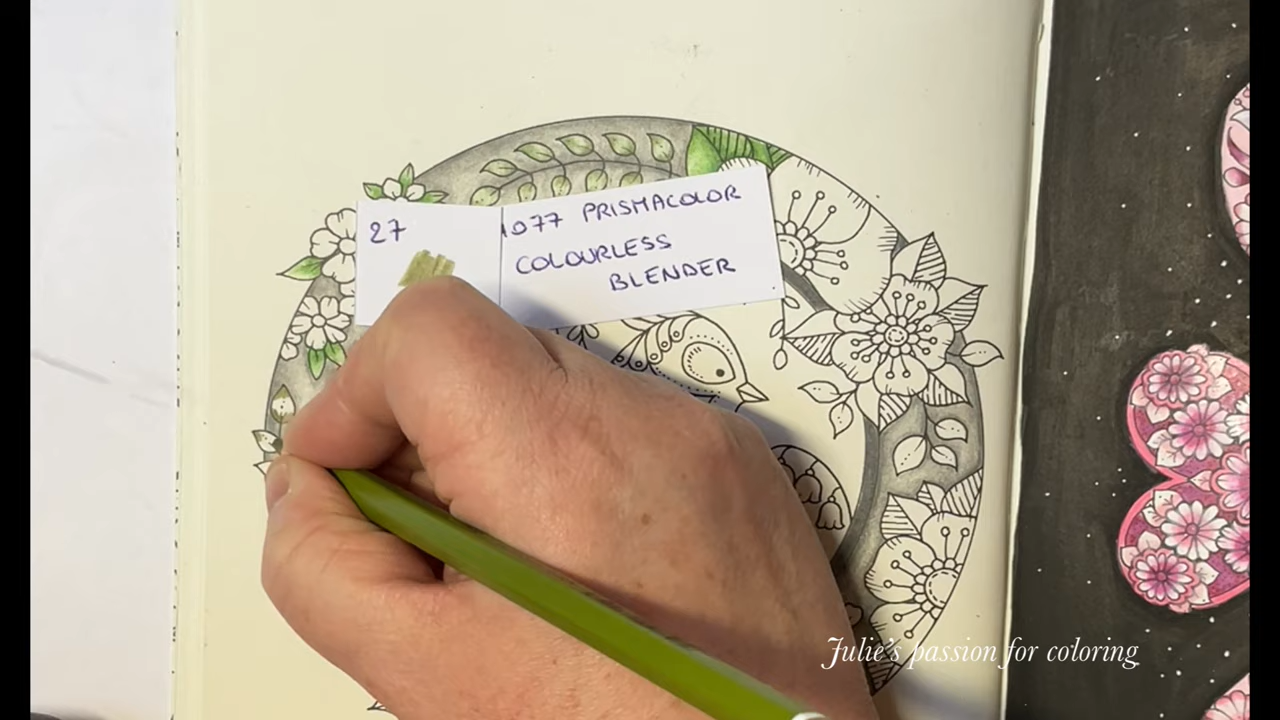 27
1077 PRISMACOLOR
COLOURLESS
BLENDER
Julie's passion for coloring